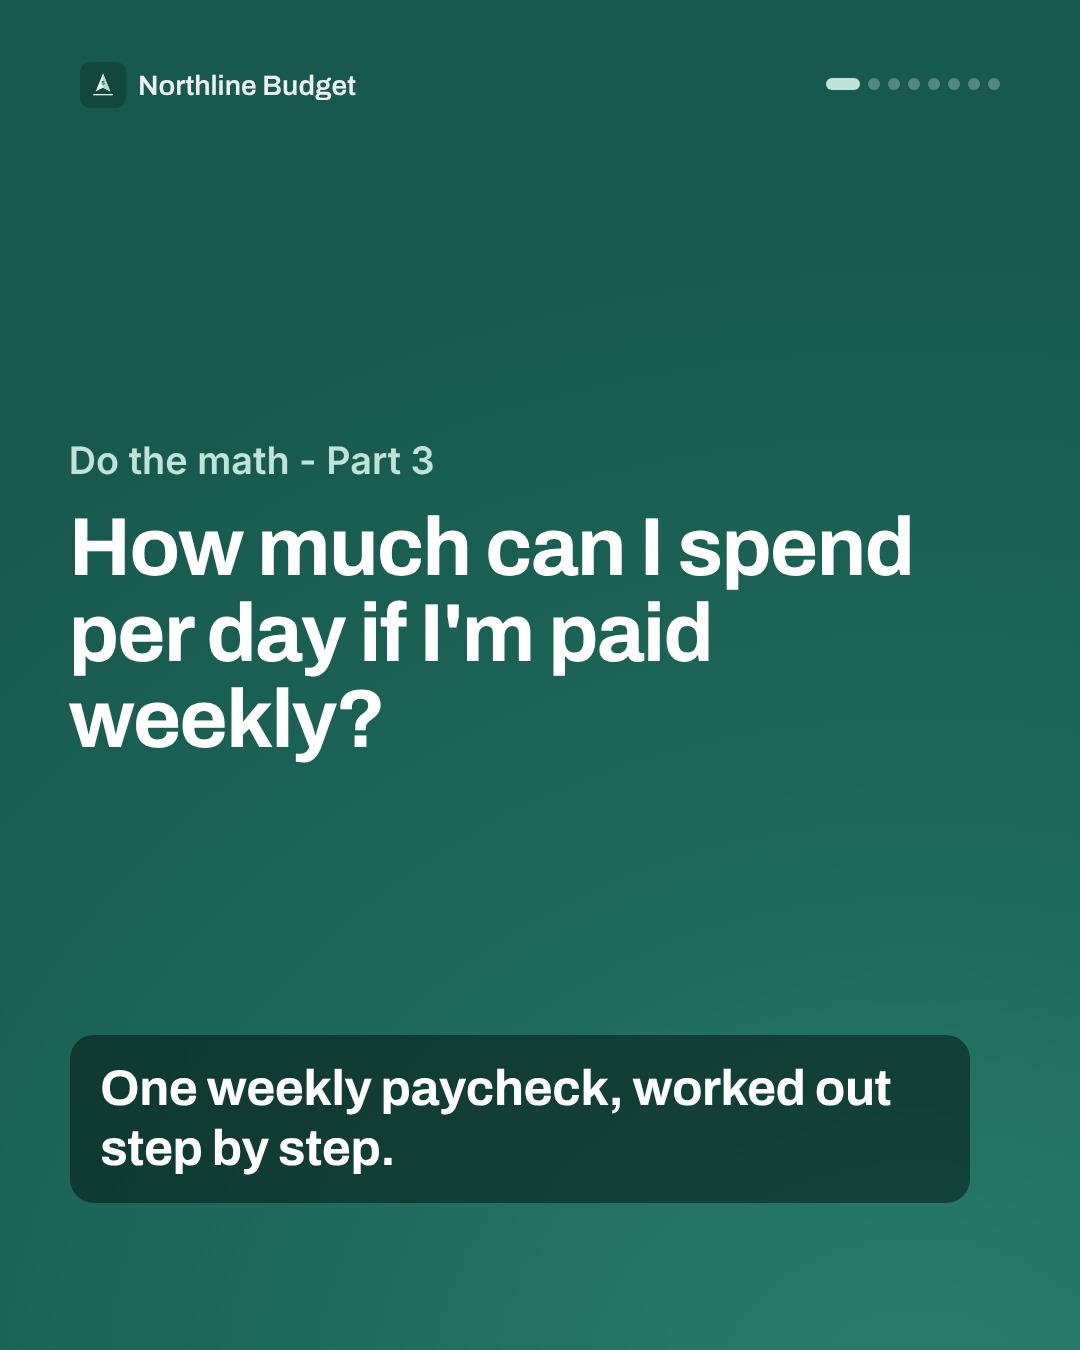 Northline Budget
Do the math - Part 3
How much can I spend
per day if I'm paid
weekly?
One weekly paycheck, worked out
step by step.